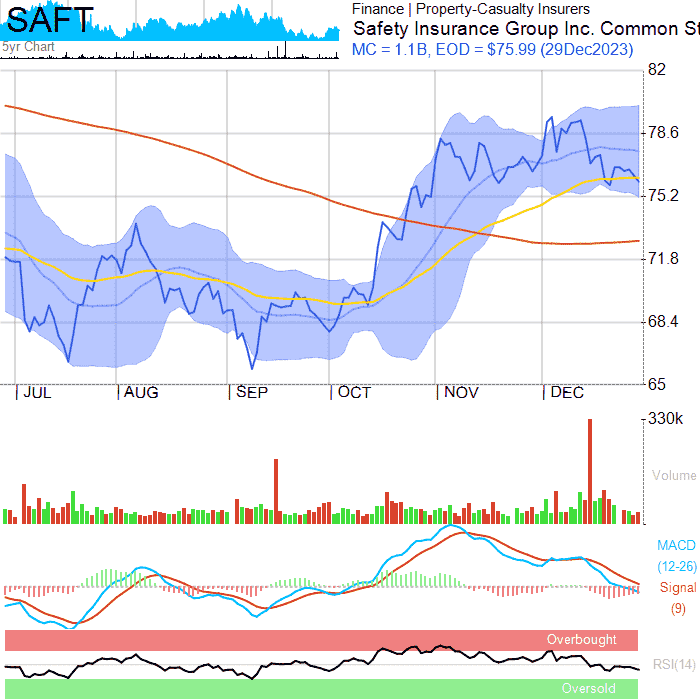 SAFT
Finance | Property-Casualty Insurers
Safety Insurance Group Inc. Common St
5yr Chart
MC = 1.1B, EOD = $75.99 (29Dec2023)
82
78.6
75.2
71.8
68.4
65
JUL AUG SEP OCT NOV DEC
330k
Volume
MACD
(12-26)
Signal
(9)
Overbought
RSI(14)
Oversold